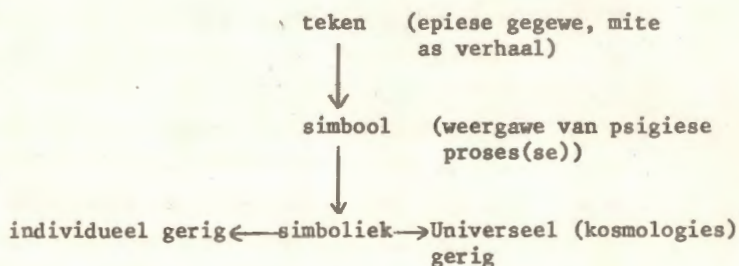 teken (epiese gegewe, mite
as verhaal)
simbool (weergawe van psigiese
proses(se))
individueel gerig←simboliek→Universeel (kosmologies)
gerig